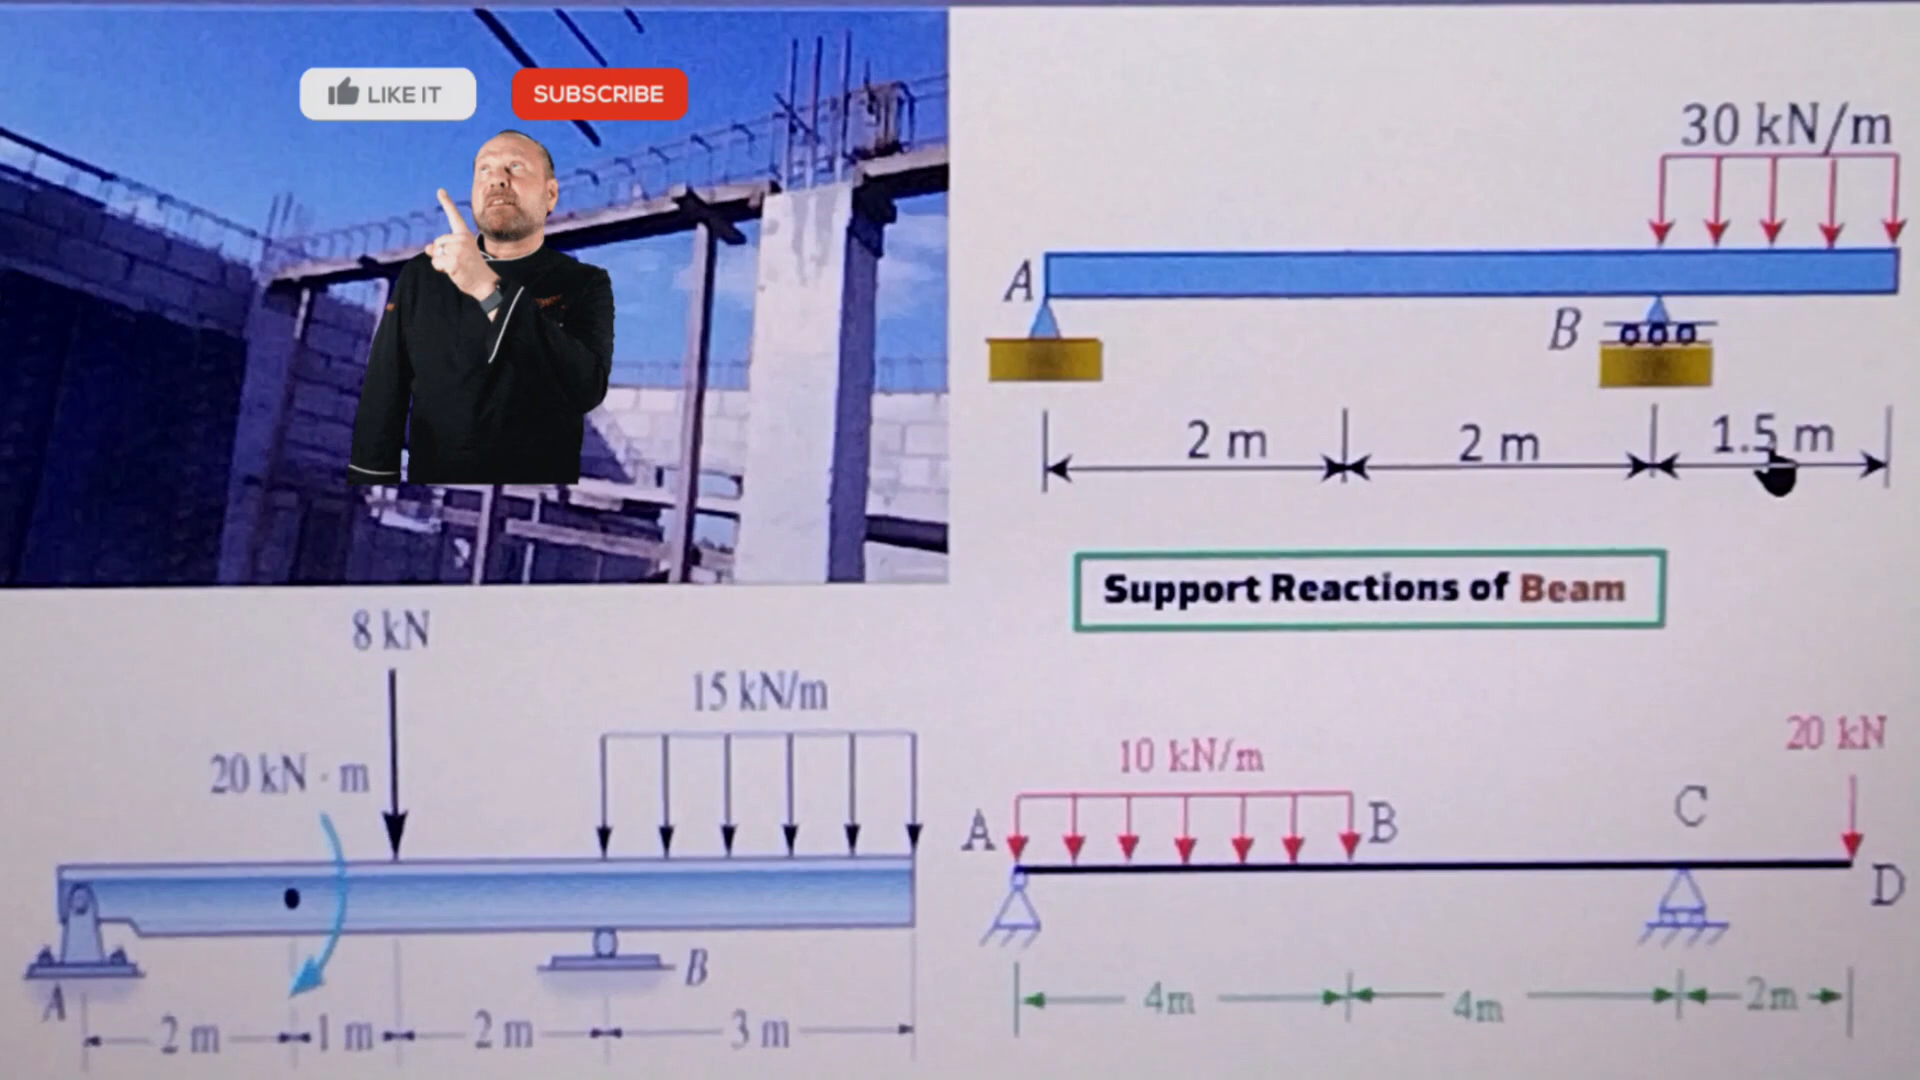 LIKE IT
SUBSCRIBE
30 kN/m
A
B
2 m
2 m
1.5 m
Support Reactions of Beam
8 kN
15 kN/m
20 kN · m
A
B
2 m
1 m
2 m
3 m
10 kN/m
20 kN
A
B
C
D
4m
4m
2m